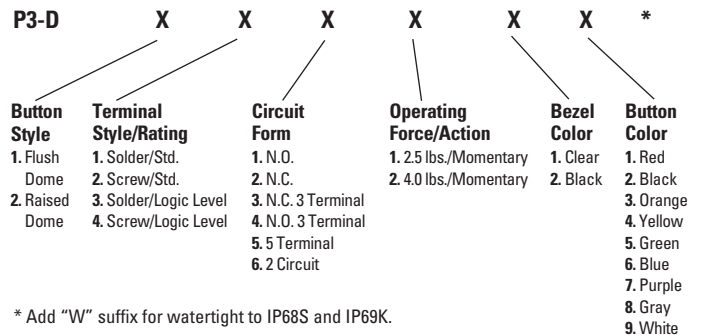 P3-D X X X X X X *
Button Style
1. Flush Dome
2. Raised Dome
Terminal Style/Rating
1. Solder/Std.
2. Screw/Std.
3. Solder/Logic Level
4. Screw/Logic Level
Circuit Form
1. N.O.
2. N.C.
3. N.C. 3 Terminal
4. N.O. 3 Terminal
5. 5 Terminal
6. 2 Circuit
Operating Force/Action
1. 2.5 lbs./Momentary
2. 4.0 lbs./Momentary
Bezel Color
1. Clear
2. Black
Button Color
1. Red
2. Black
3. Orange
4. Yellow
5. Green
6. Blue
7. Purple
8. Gray
9. White
* Add “W” suffix for watertight to IP68S and IP69K.